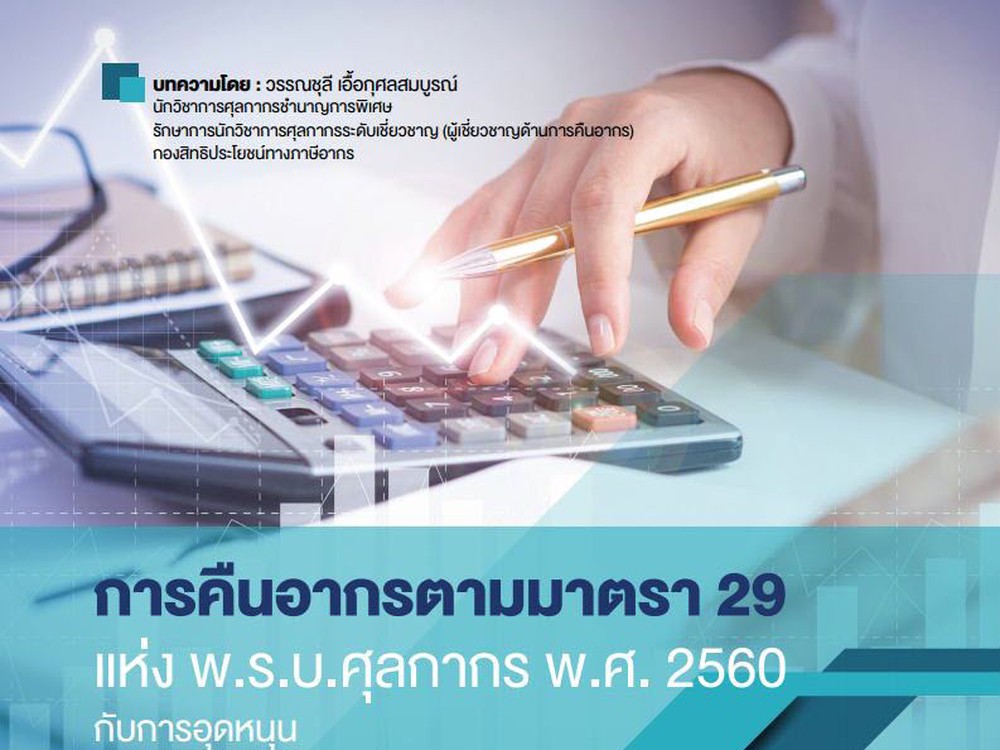 บทความโดย : วรรณชุลี เอื้อกุศลสมบูรณ์
นักวิชาการศุลกากรชำนาญการพิเศษ
รักษาการนักวิชาการศุลกากรระดับเชี่ยวชาญ (ผู้เชี่ยวชาญด้านการคืนอากร)
กองสิทธิประโยชน์ทางภาษีอากร
การคืนอากรตามมาตรา 29
แห่ง พ.ร.บ.ศุลกากร พ.ศ. 2560
กับการอุดหนุน